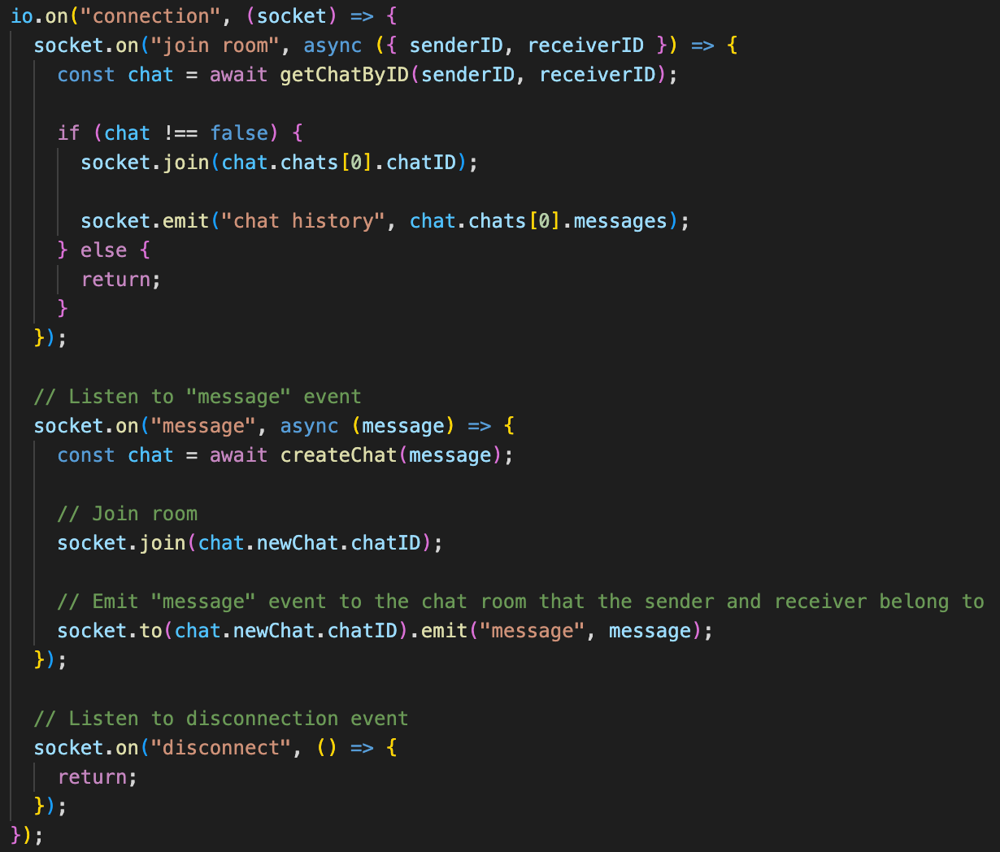 io.on("connection", (socket) => {
  socket.on("join room", async ({ senderID, receiverID }) => {
    const chat = await getChatByID(senderID, receiverID);

    if (chat !== false) {
      socket.join(chat.chats[0].chatID);

      socket.emit("chat history", chat.chats[0].messages);
    } else {
      return;
    }
  });

  // Listen to "message" event
  socket.on("message", async (message) => {
    const chat = await createChat(message);

    // Join room
    socket.join(chat.newChat.chatID);

    // Emit "message" event to the chat room that the sender and receiver belong to
    socket.to(chat.newChat.chatID).emit("message", message);
  });

  // Listen to disconnection event
  socket.on("disconnect", () => {
    return;
  });
});